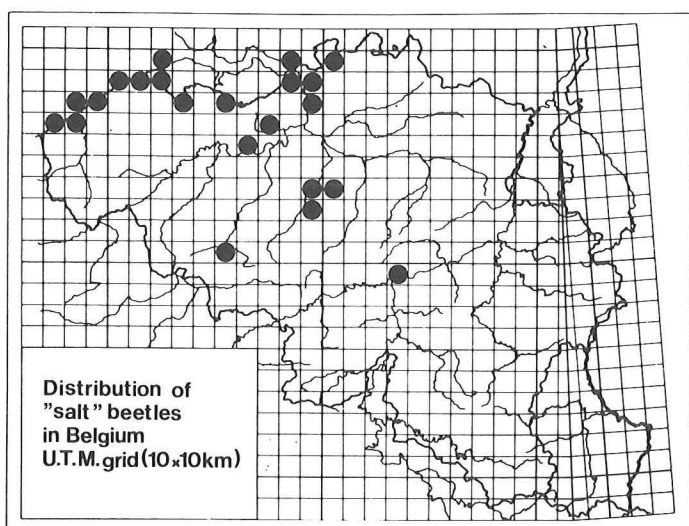 Distribution of
"salt" beetles
in Belgium
U.T.M. grid (10x10km)